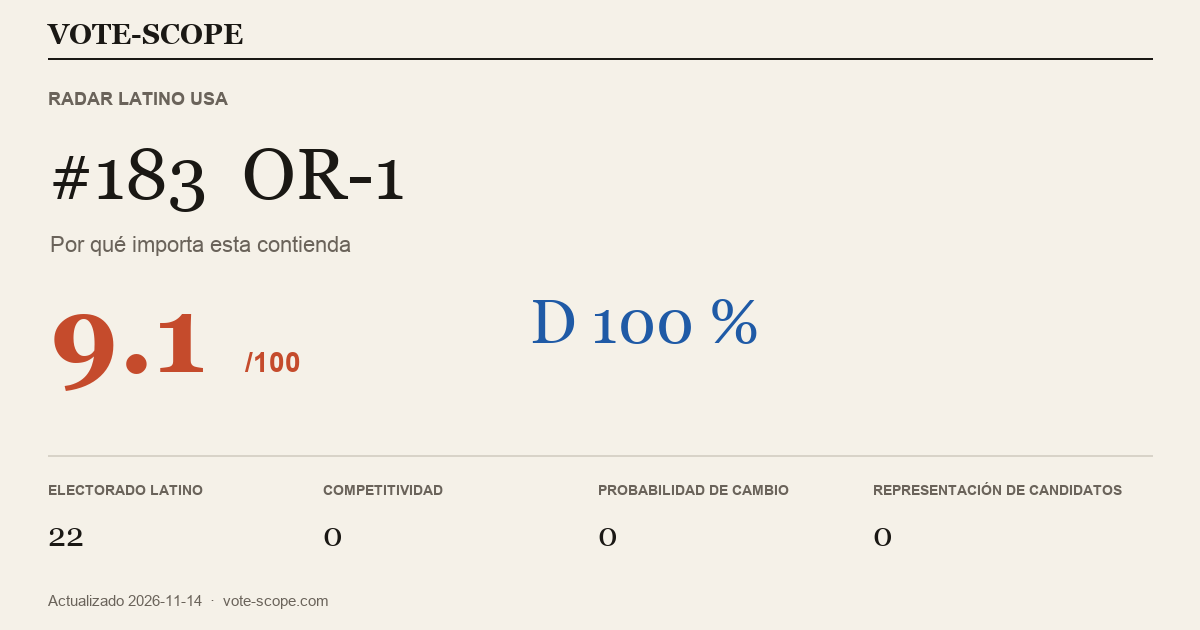 VOTE-SCOPE
RADAR LATINO USA
#183 OR-1
Por qué importa esta contienda
9.1 /100
D 100 %
ELECTORADO LATINO
22
COMPETITIVIDAD
0
PROBABILIDAD DE CAMBIO
0
REPRESENTACIÓN DE CANDIDATOS
0
Actualizado 2026-11-14 · vote-scope.com